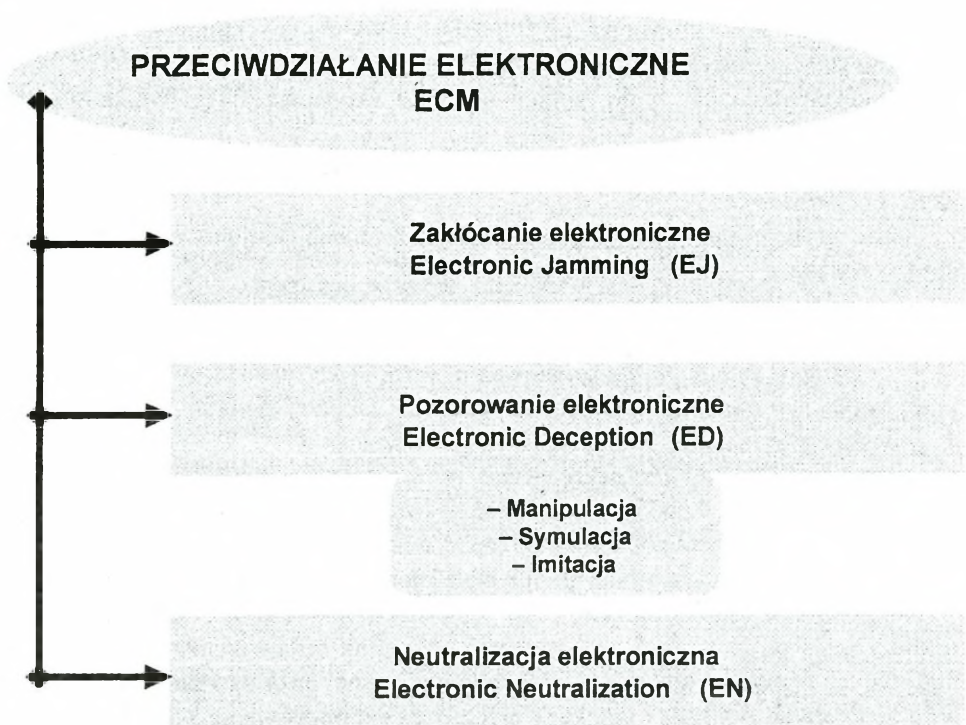 PRZECIWDZIAŁANIE ELEKTRONICZNE
ECM
Zakłócanie elektroniczne
Electronic Jamming (EJ)
Pozorowanie elektroniczne
Electronic Deception (ED)
– Manipulacja
– Symulacja
– Imitacja
Neutralizacja elektroniczna
Electronic Neutralization (EN)